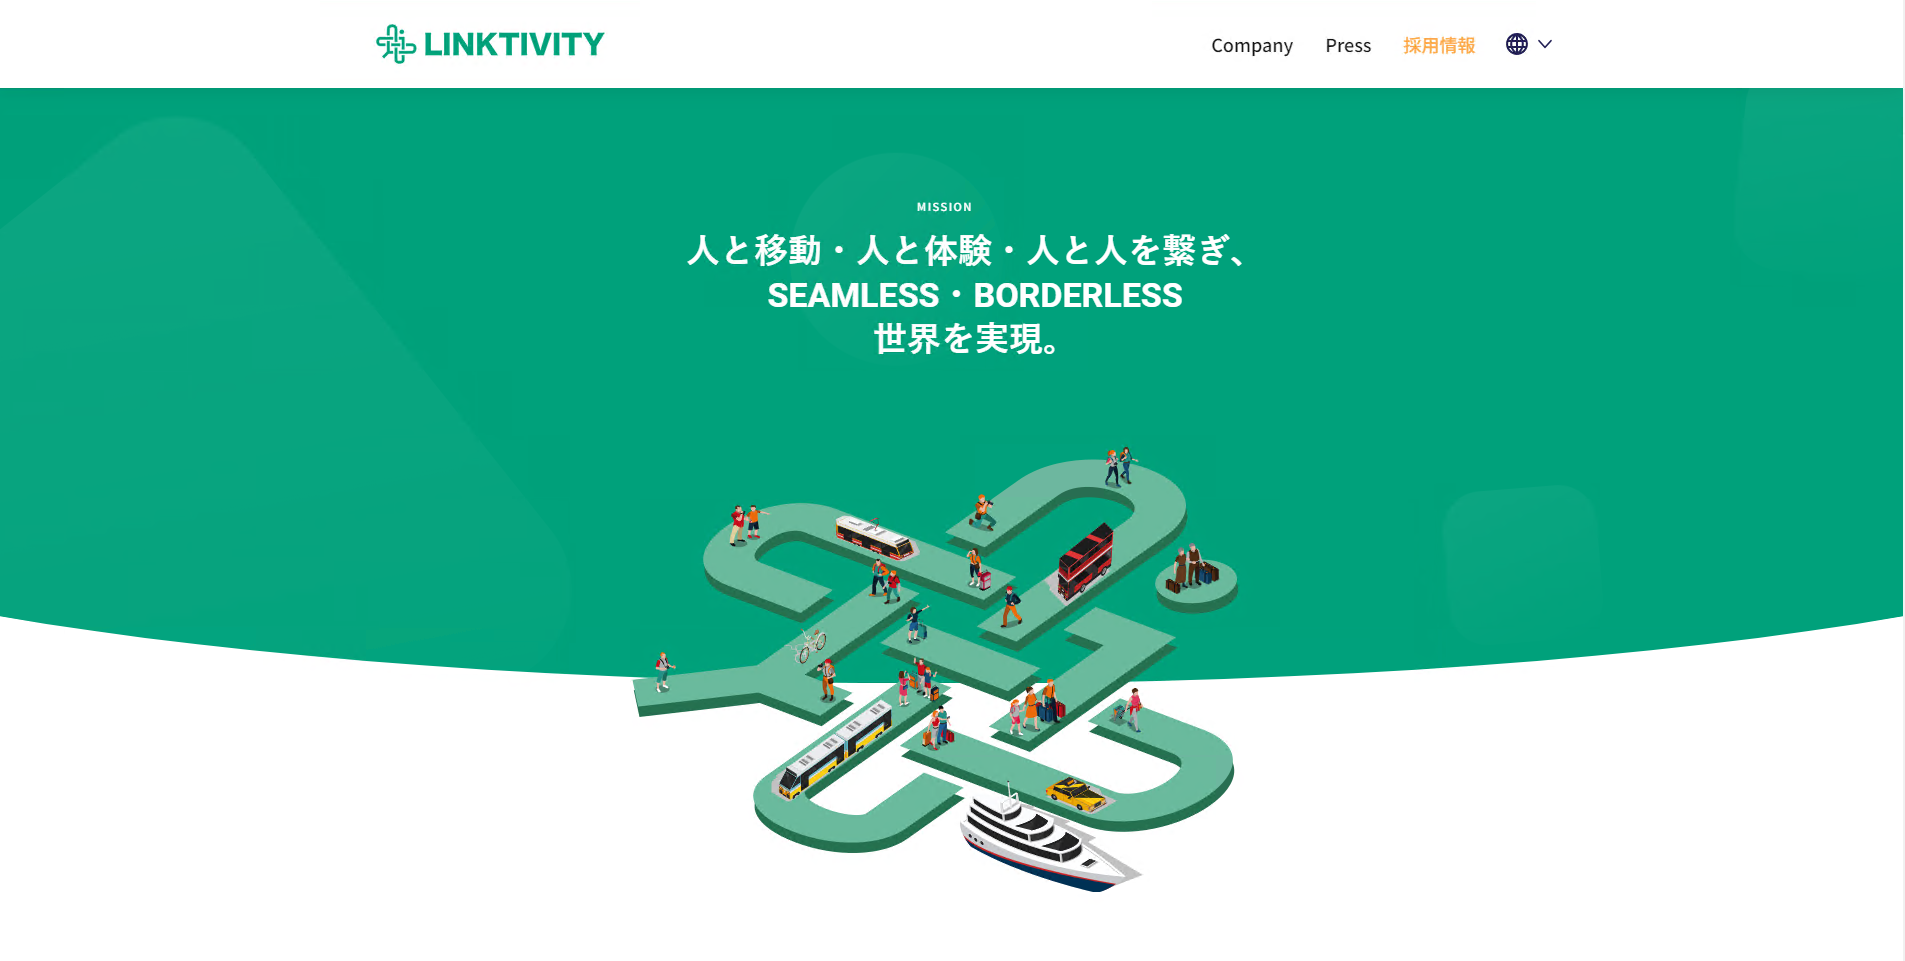 LINKTIVITY
Company
Press
採用情報
MISSION
人と移動・人と体験・人と人を繋ぎ、
SEAMLESS・BORDERLESS
世界を実現。